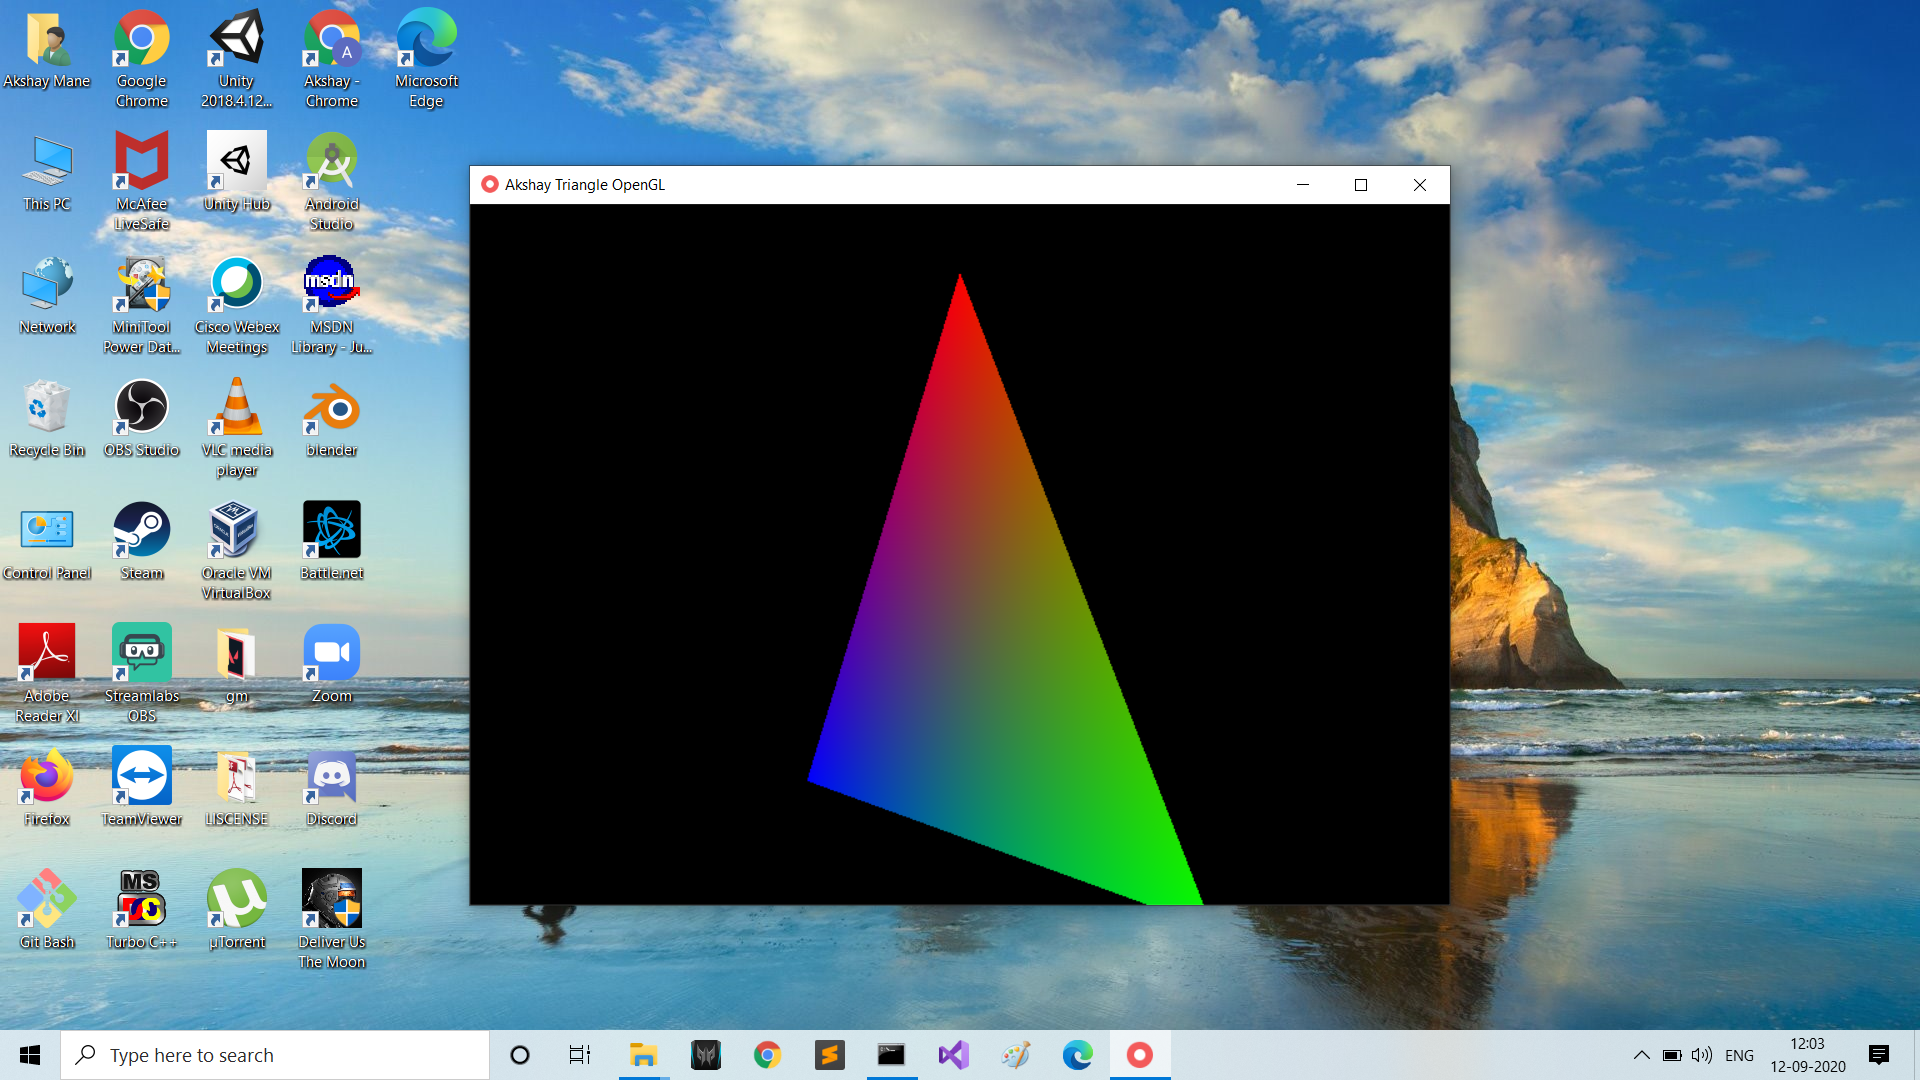 Akshay Mane
Google
Chrome
Unity
2018.4.12...
A
Akshay -
Chrome
Microsoft
Edge
This PC
McAfee
LiveSafe
Unity Hub
Android
Studio
msdn
Network
MiniTool
Power Dat...
Cisco Webex
Meetings
MSDN
Library - Ju...
Recycle Bin
OBS Studio
VLC media
player
blender
Control Panel
Steam
Oracle VM
VirtualBox
Battle.net
Adobe
Reader XI
Streamlabs
OBS
gm
Zoom
Firefox
TeamViewer
LISCENSE
Discord
MS
Git Bash
Turbo C++
µTorrent
Deliver Us
The Moon
Akshay Triangle OpenGL
Type here to search
ENG
12:03
12-09-2020